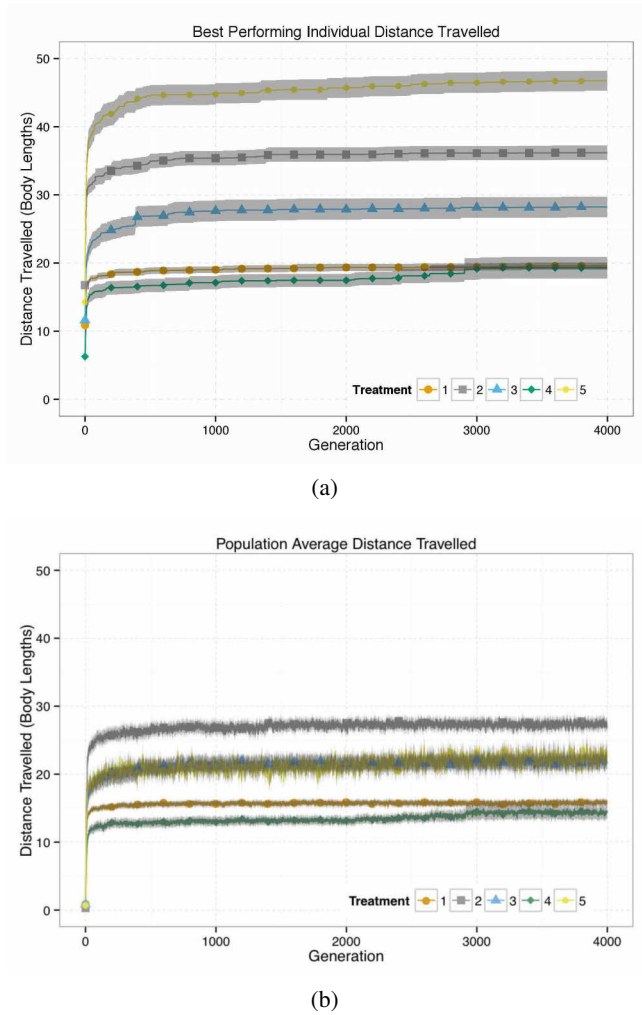 Best Performing Individual Distance Travelled
50
40
30
20
10
0
Distance Travelled (Body Lengths)
Treatment 1 2 3 4 5
0 1000 2000 3000 4000
Generation
(a)
Population Average Distance Travelled
50
40
30
20
10
0
Distance Travelled (Body Lengths)
Treatment 1 2 3 4 5
0 1000 2000 3000 4000
Generation
(b)